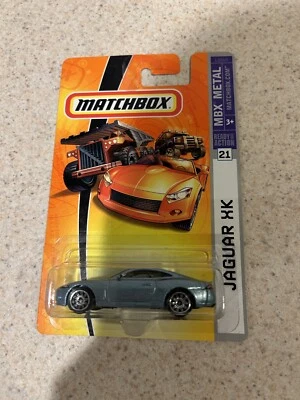 MATCHBOX
MBX METAL
MATCHBOX.COM
3+
READY FOR ACTION
21
JAGUAR XK